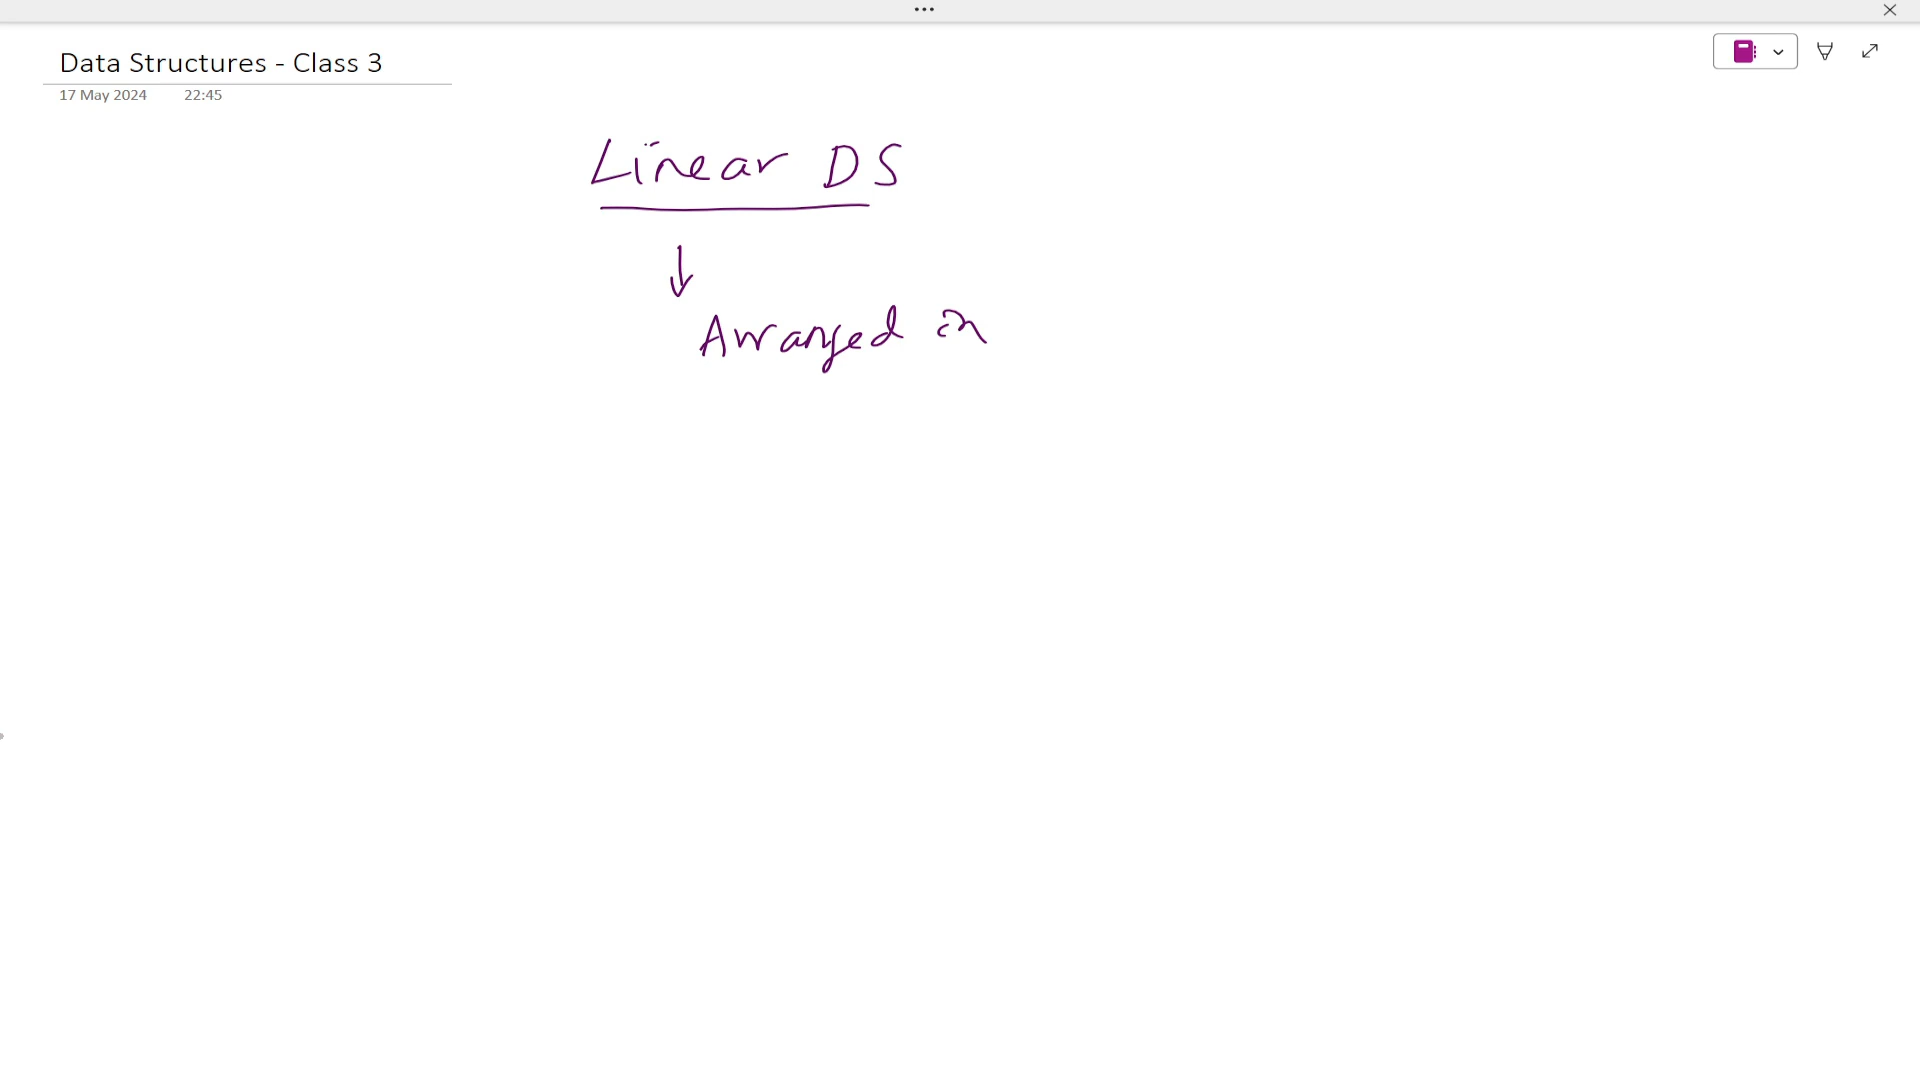 Data Structures - Class 3
17 May 2024 22:45
Linear DS
Arranged in